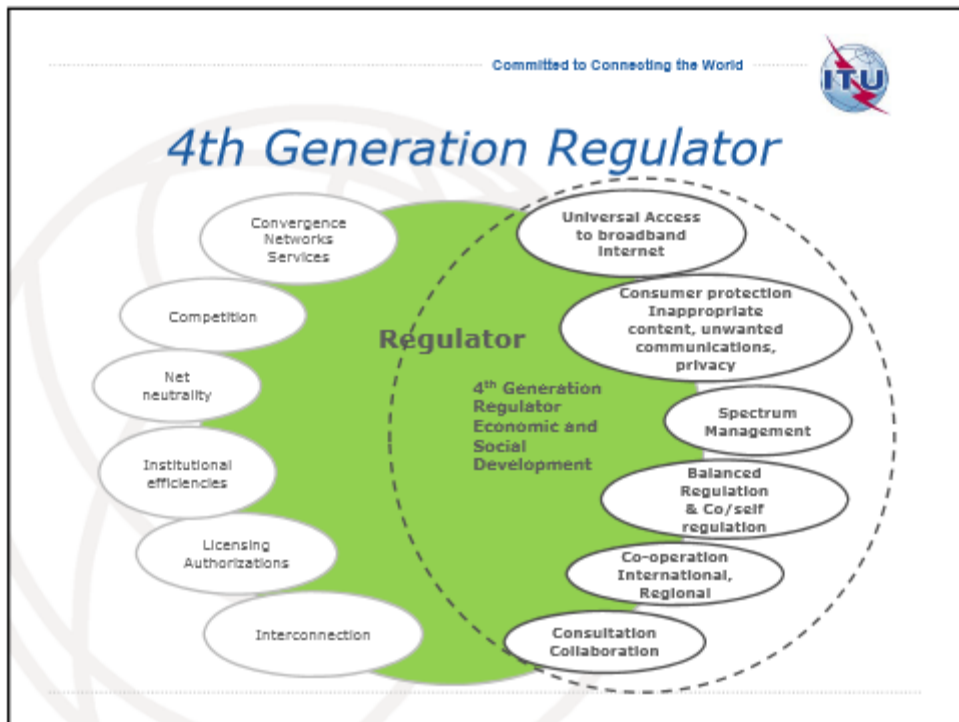 Committed to Connecting the World
ITU
4th Generation Regulator
Convergence
Networks
Services
Competition
Net
neutrality
Institutional
efficiencies
Licensing
Authorizations
Interconnection
Regulator
4th Generation
Regulator
Economic and
Social
Development
Universal Access
to broadband
Internet
Consumer protection
Inappropriate
content, unwanted
communications,
privacy
Spectrum
Management
Balanced
Regulation
& Co/self
regulation
Co-operation
International,
Regional
Consultation
Collaboration